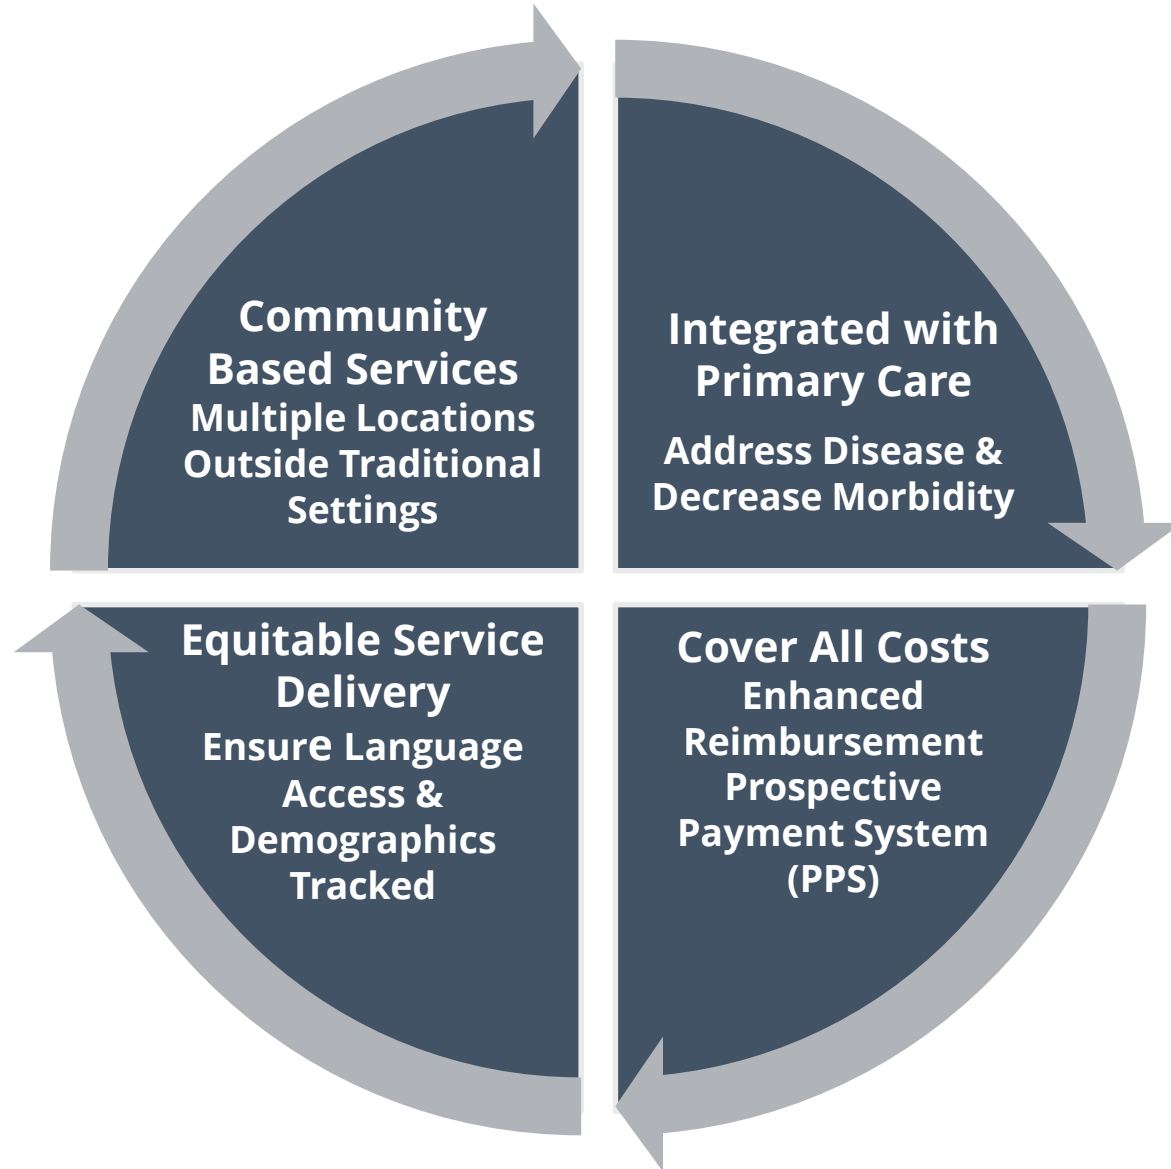 Community
Based Services
Multiple Locations
Outside Traditional
Settings
Integrated with
Primary Care
Address Disease &
Decrease Morbidity
Equitable Service
Delivery
Ensure Language
Access &
Demographics
Tracked
Cover All Costs
Enhanced
Reimbursement
Prospective
Payment System
(PPS)